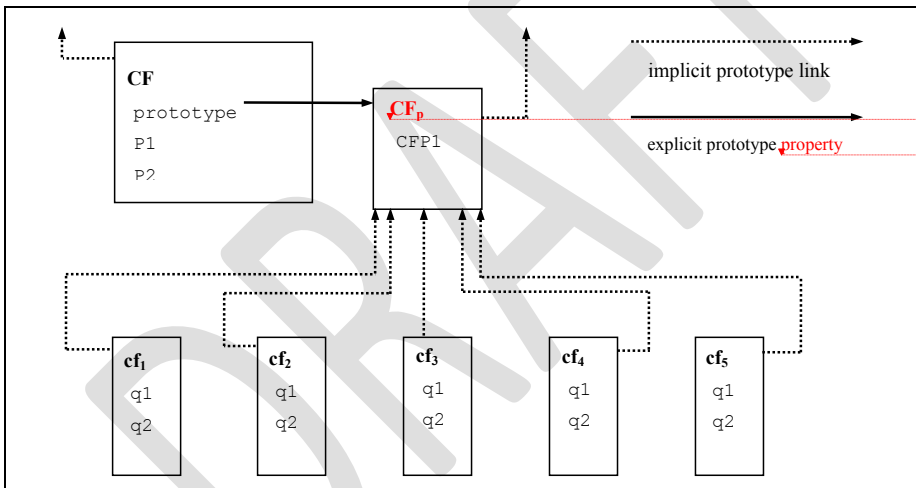 CF
prototype
P1
P2
CFp
CFP1
implicit prototype link
explicit prototype property
cf1
q1
q2
cf2
q1
q2
cf3
q1
q2
cf4
q1
q2
cf5
q1
q2
DRAFT